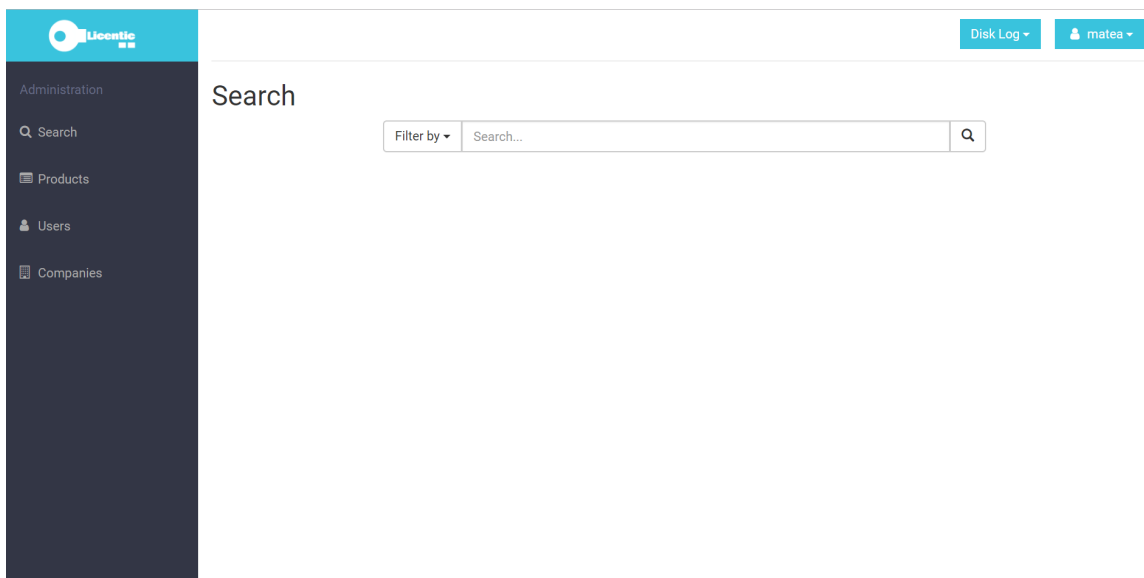 Licentic
Disk Log
matea
Administration
Search
Search
Filter by
Search...
Products
Users
Companies